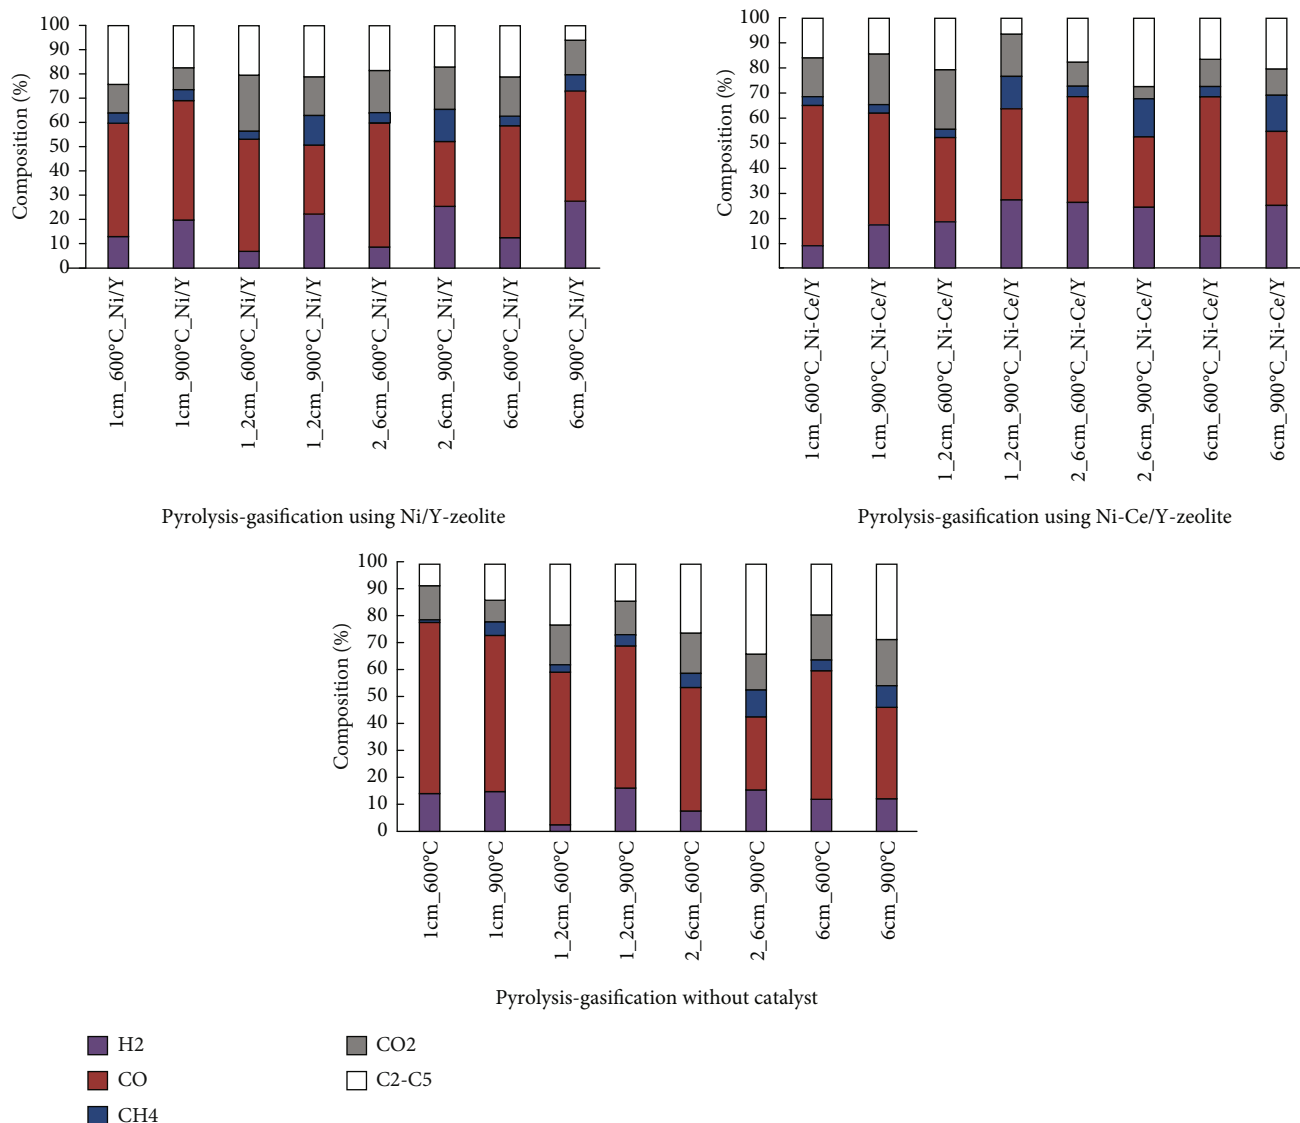 Composition (%)
100
90
80
70
60
50
40
30
20
10
0
1cm_600°C_Ni/Y
1cm_900°C_Ni/Y
1_2cm_600°C_Ni/Y
1_2cm_900°C_Ni/Y
2_6cm_600°C_Ni/Y
2_6cm_900°C_Ni/Y
6cm_600°C_Ni/Y
6cm_900°C_Ni/Y
Pyrolysis-gasification using Ni/Y-zeolite
Composition (%)
100
90
80
70
60
50
40
30
20
10
1cm_600°C_Ni-Ce/Y
1cm_900°C_Ni-Ce/Y
1_2cm_600°C_Ni-Ce/Y
1_2cm_900°C_Ni-Ce/Y
2_6cm_600°C_Ni-Ce/Y
2_6cm_900°C_Ni-Ce/Y
6cm_600°C_Ni-Ce/Y
6cm_900°C_Ni-Ce/Y
Pyrolysis-gasification using Ni-Ce/Y-zeolite
Composition (%)
100
90
80
70
60
50
40
30
20
10
0
1cm_600°C
1cm_900°C
1_2cm_600°C
1_2cm_900°C
2_6cm_600°C
2_6cm_900°C
6cm_600°C
6cm_900°C
Pyrolysis-gasification without catalyst
H2
CO
CH4
CO2
C2-C5